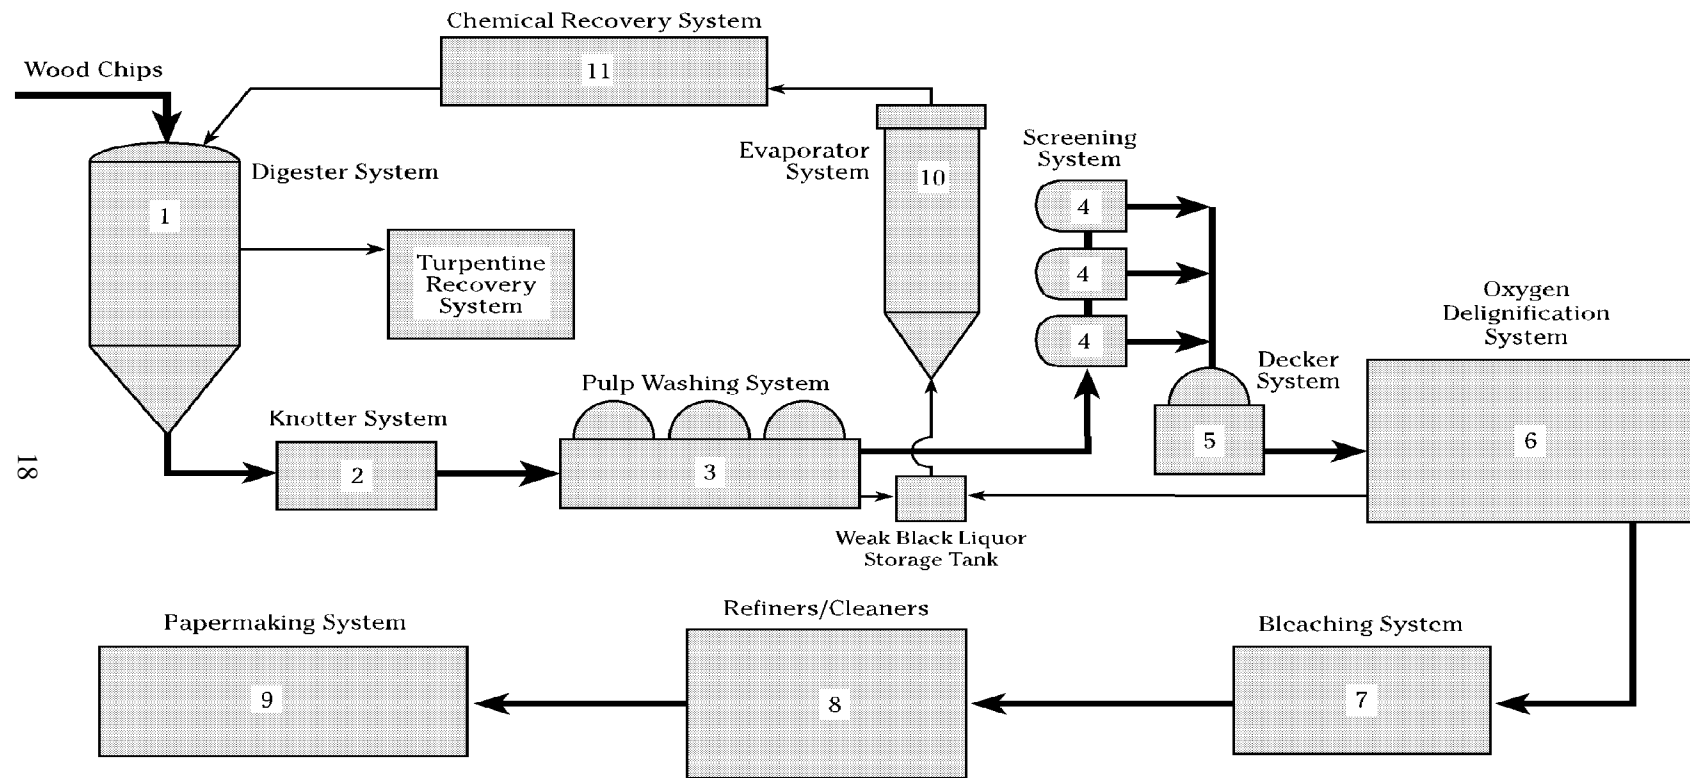 Chemical Recovery System
11
Wood Chips
Digester System
1
Turpentine
Recovery
System
Evaporator
System
10
Screening
System
4
4
4
Oxygen
Delignification
System
Decker
System
5
6
Pulp Washing System
3
Knotter System
2
Weak Black Liquor
Storage Tank
18
Papermaking System
9
Refiners/Cleaners
8
Bleaching System
7